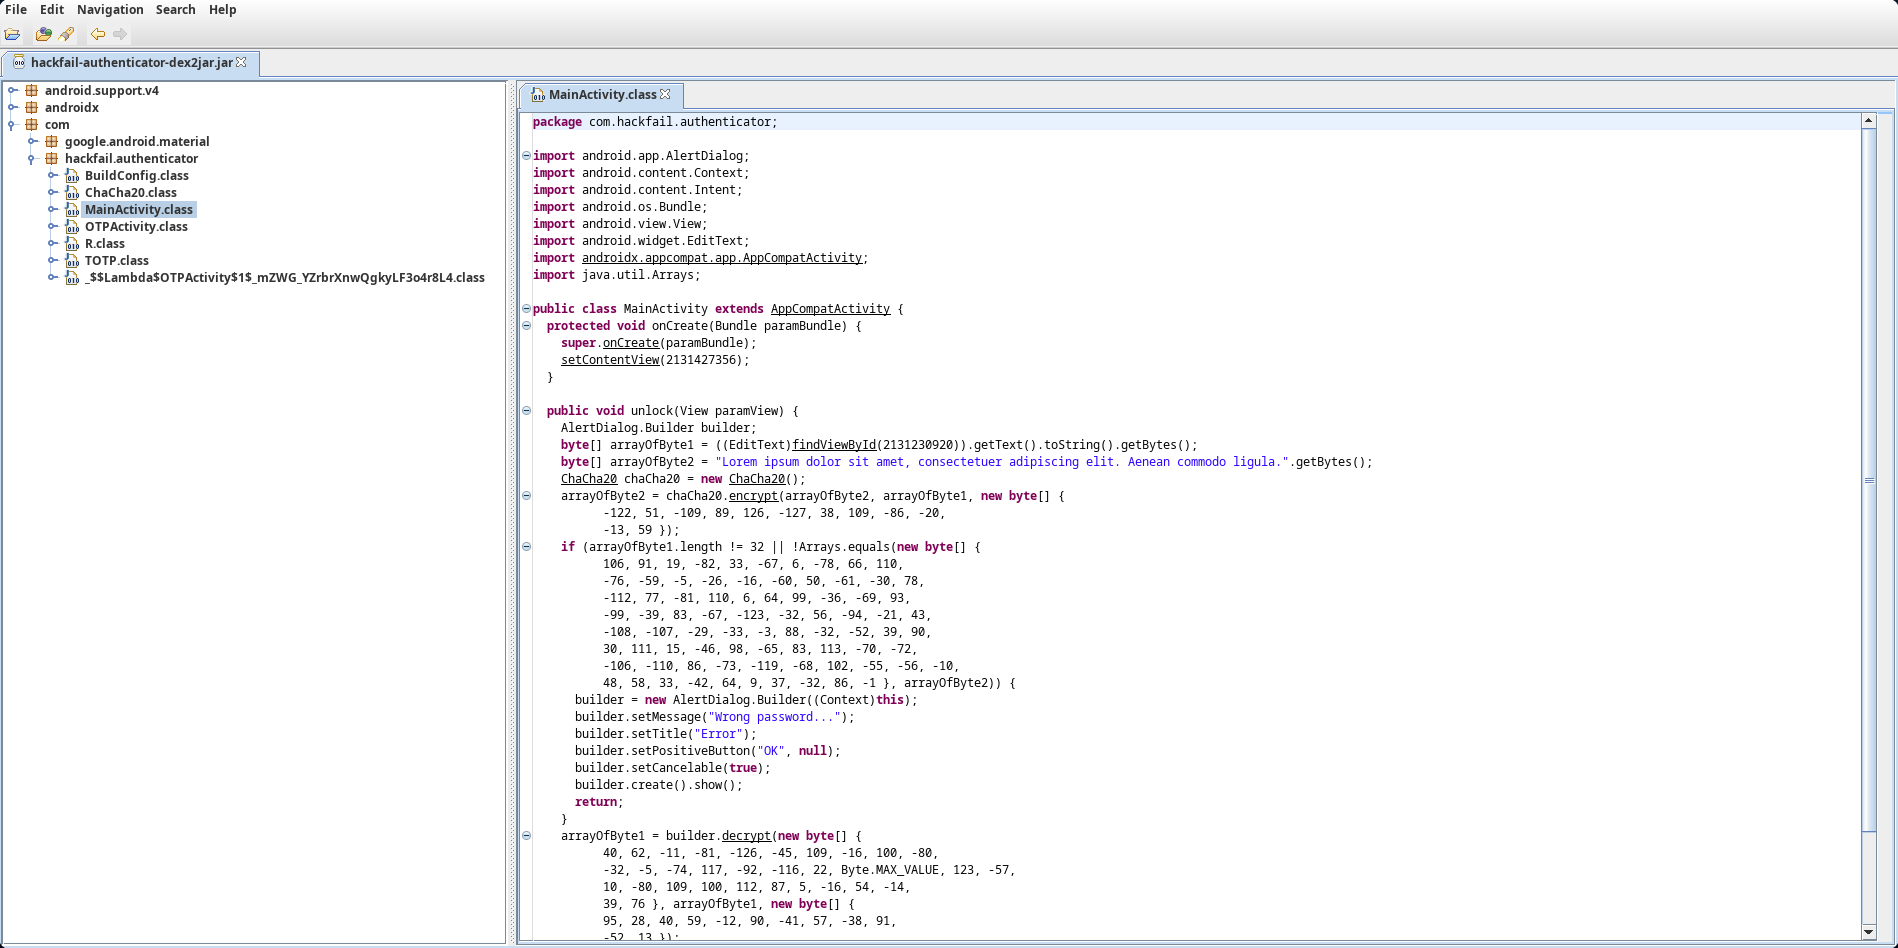 File Edit Navigation Search Help
hackfail-authenticator-dex2jar.jar
android.support.v4
androidx
com
google.android.material
hackfail.authenticator
BuildConfig.class
ChaCha20.class
MainActivity.class
OTPActivity.class
R.class
TOTP.class
_$$Lambda$OTPActivity$1$_mZWG_YZrbrXnwQgkyLF3o4r8L4.class
MainActivity.class
package com.hackfail.authenticator;
import android.app.AlertDialog;
import android.content.Context;
import android.content.Intent;
import android.os.Bundle;
import android.view.View;
import android.widget.EditText;
import androidx.appcompat.app.AppCompatActivity;
import java.util.Arrays;
public class MainActivity extends AppCompatActivity {
protected void onCreate(Bundle paramBundle) {
super.onCreate(paramBundle);
setContentView(2131427356);
}
public void unlock(View paramView) {
AlertDialog.Builder builder;
byte[] arrayOfByte1 = ((EditText)findViewById(2131230920)).getText().toString().getBytes();
byte[] arrayOfByte2 = "Lorem ipsum dolor sit amet, consectetuer adipiscing elit. Aenean commodo ligula.".getBytes();
ChaCha20 chaCha20 = new ChaCha20();
arrayOfByte2 = chaCha20.encrypt(arrayOfByte2, arrayOfByte1, new byte[] {
-122, 51, -109, 89, 126, -127, 38, 109, -86, -20,
-13, 59 });
if (arrayOfByte1.length != 32 || !Arrays.equals(new byte[] {
106, 91, 19, -82, 33, -67, 6, -78, 66, 110,
-76, -59, -5, -26, -16, -60, 50, -61, -30, 78,
-112, 77, -81, 110, 6, 64, 99, -36, -69, 93,
-99, -39, 83, -67, -123, -32, 56, -94, -21, 43,
-108, -107, -29, -33, -3, 88, -32, -52, 39, 90,
30, 111, 15, -46, 98, -65, 83, 113, -70, -72,
-106, -110, 86, -73, -119, -68, 102, -55, -56, -10,
48, 58, 33, -42, 64, 9, 37, -32, 86, -1 }, arrayOfByte2)) {
builder = new AlertDialog.Builder((Context)this);
builder.setMessage("Wrong password...");
builder.setTitle("Error");
builder.setPositiveButton("OK", null);
builder.setCancelable(true);
builder.create().show();
return;
}
arrayOfByte1 = builder.decrypt(new byte[] {
40, 62, -11, -81, -126, -45, 109, -16, 100, -80,
-32, -5, -74, 117, -92, -116, 22, Byte.MAX_VALUE, 123, -57,
10, -80, 109, 100, 112, 87, 5, -16, 54, -14,
39, 76 }, arrayOfByte1, new byte[] {
95, 28, 40, 59, -12, 90, -41, 57, -38, 91,
-52, 13 });